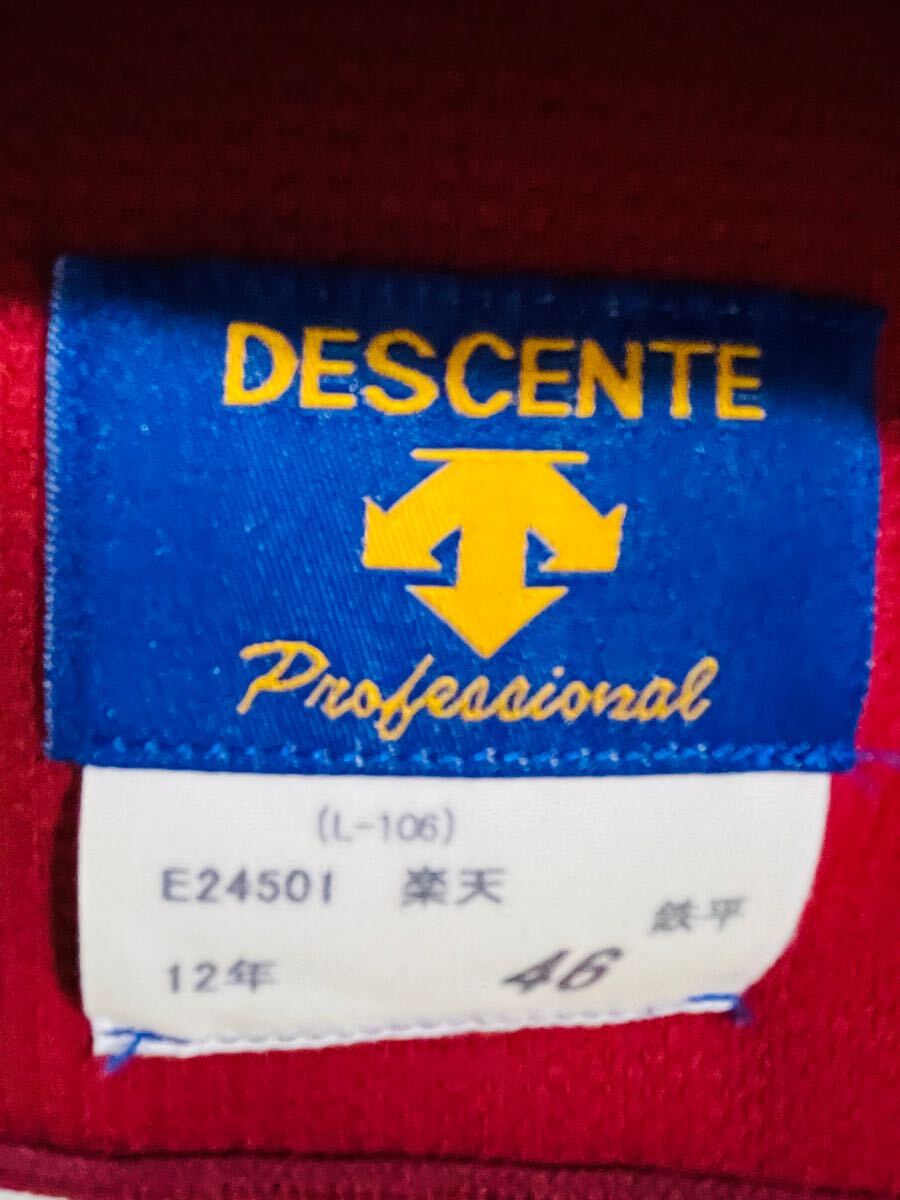 DESCENTE
Professional
(L-106)
E24501 楽天
鉄平
12年 46